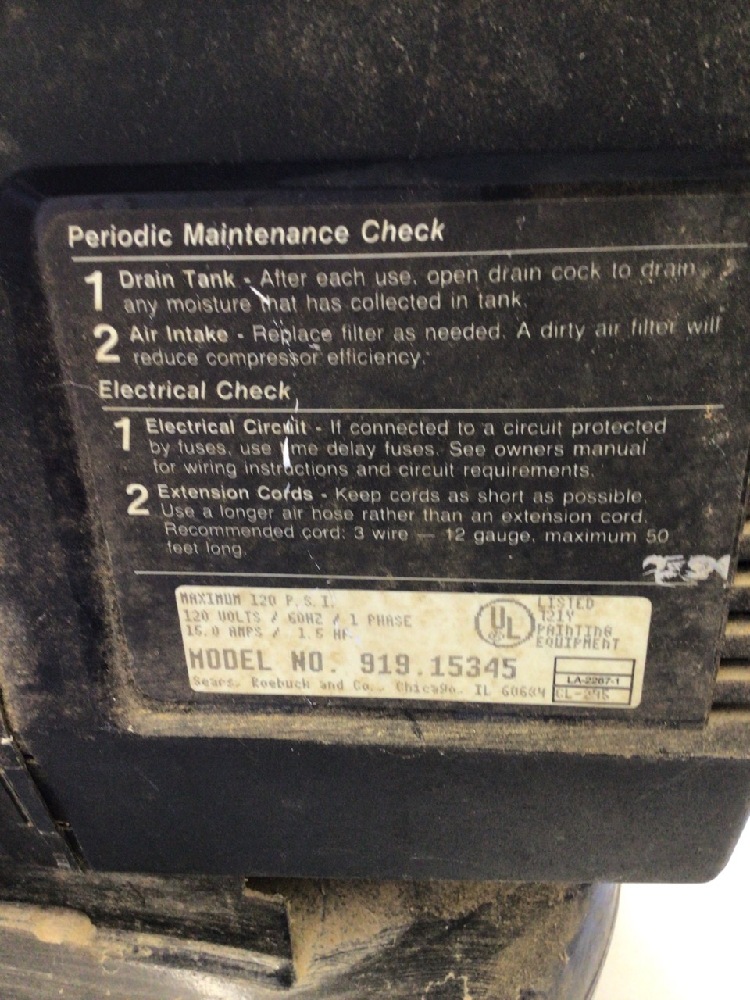 Periodic Maintenance Check
1 Drain Tank - After each use, open drain cock to drain
any moisture that has collected in tank.
2 Air Intake - Replace filter as needed. A dirty air filter will
reduce compressor efficiency.
Electrical Check
1 Electrical Circuit - If connected to a circuit protected
by fuses, use time delay fuses. See owners manual
for wiring instructions and circuit requirements.
2 Extension Cords - Keep cords as short as possible.
Use a longer air hose rather than an extension cord.
Recommended cord: 3 wire — 12 gauge, maximum 50
feet long.
MAXIMUM 120 P.S.I.
120 VOLTS / 60HZ / 1 PHASE
15.0 AMPS / 1.5 HP
UL
LISTED
121Y
PAINTING
EQUIPMENT
MODEL NO. 919.15345
Sears, Roebuck and Co., Chicago, IL 60684
LA-2267-1